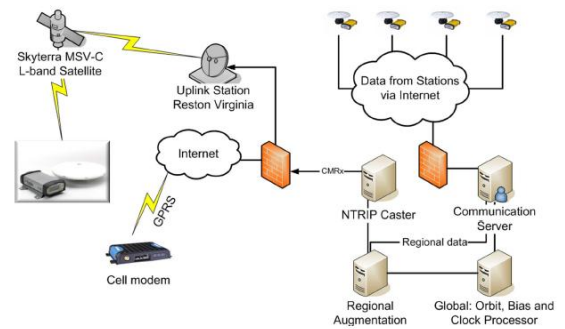 Skyterra MSV-C
L-band Satellite
Uplink Station
Reston Virginia
Data from Stations
via Internet
Internet
CMRx
GPRS
NTRIP Caster
Communication
Server
Regional data
Cell modem
Regional
Augmentation
Global: Orbit, Bias and
Clock Processor